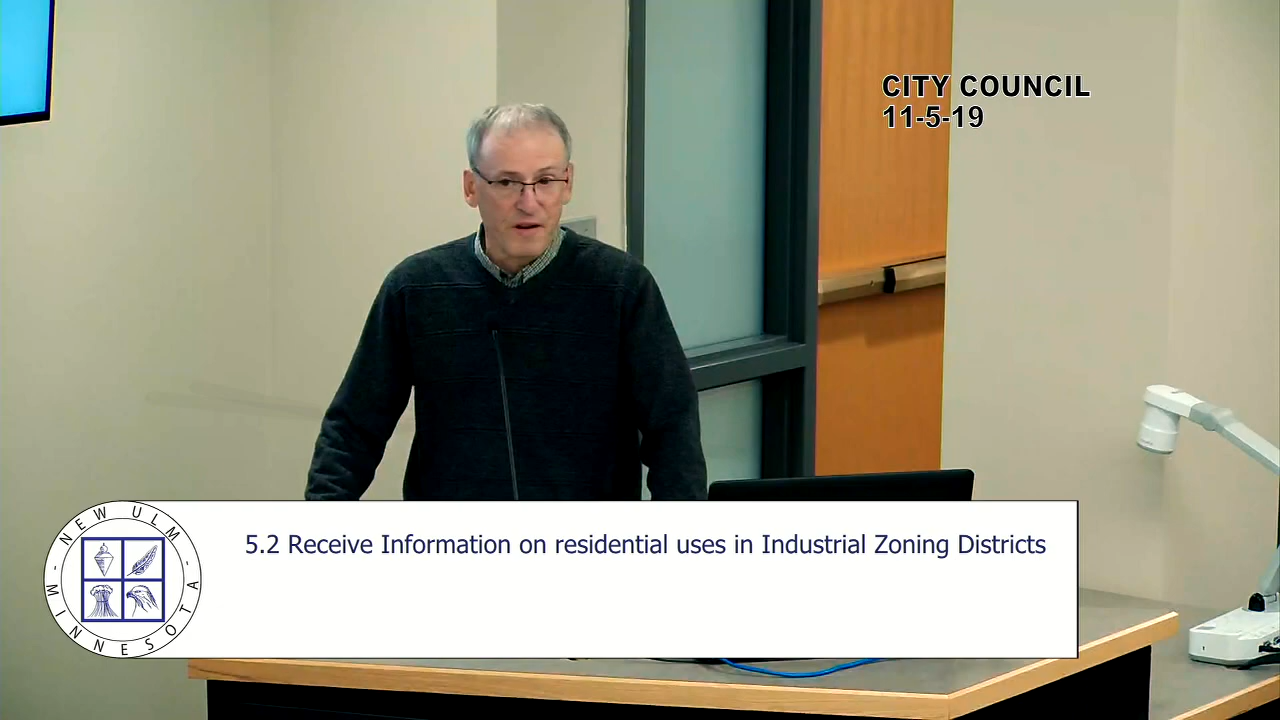 CITY COUNCIL
11-5-19
5.2 Receive Information on residential uses in Industrial Zoning Districts
NEW ULM
- MINNESOTA -